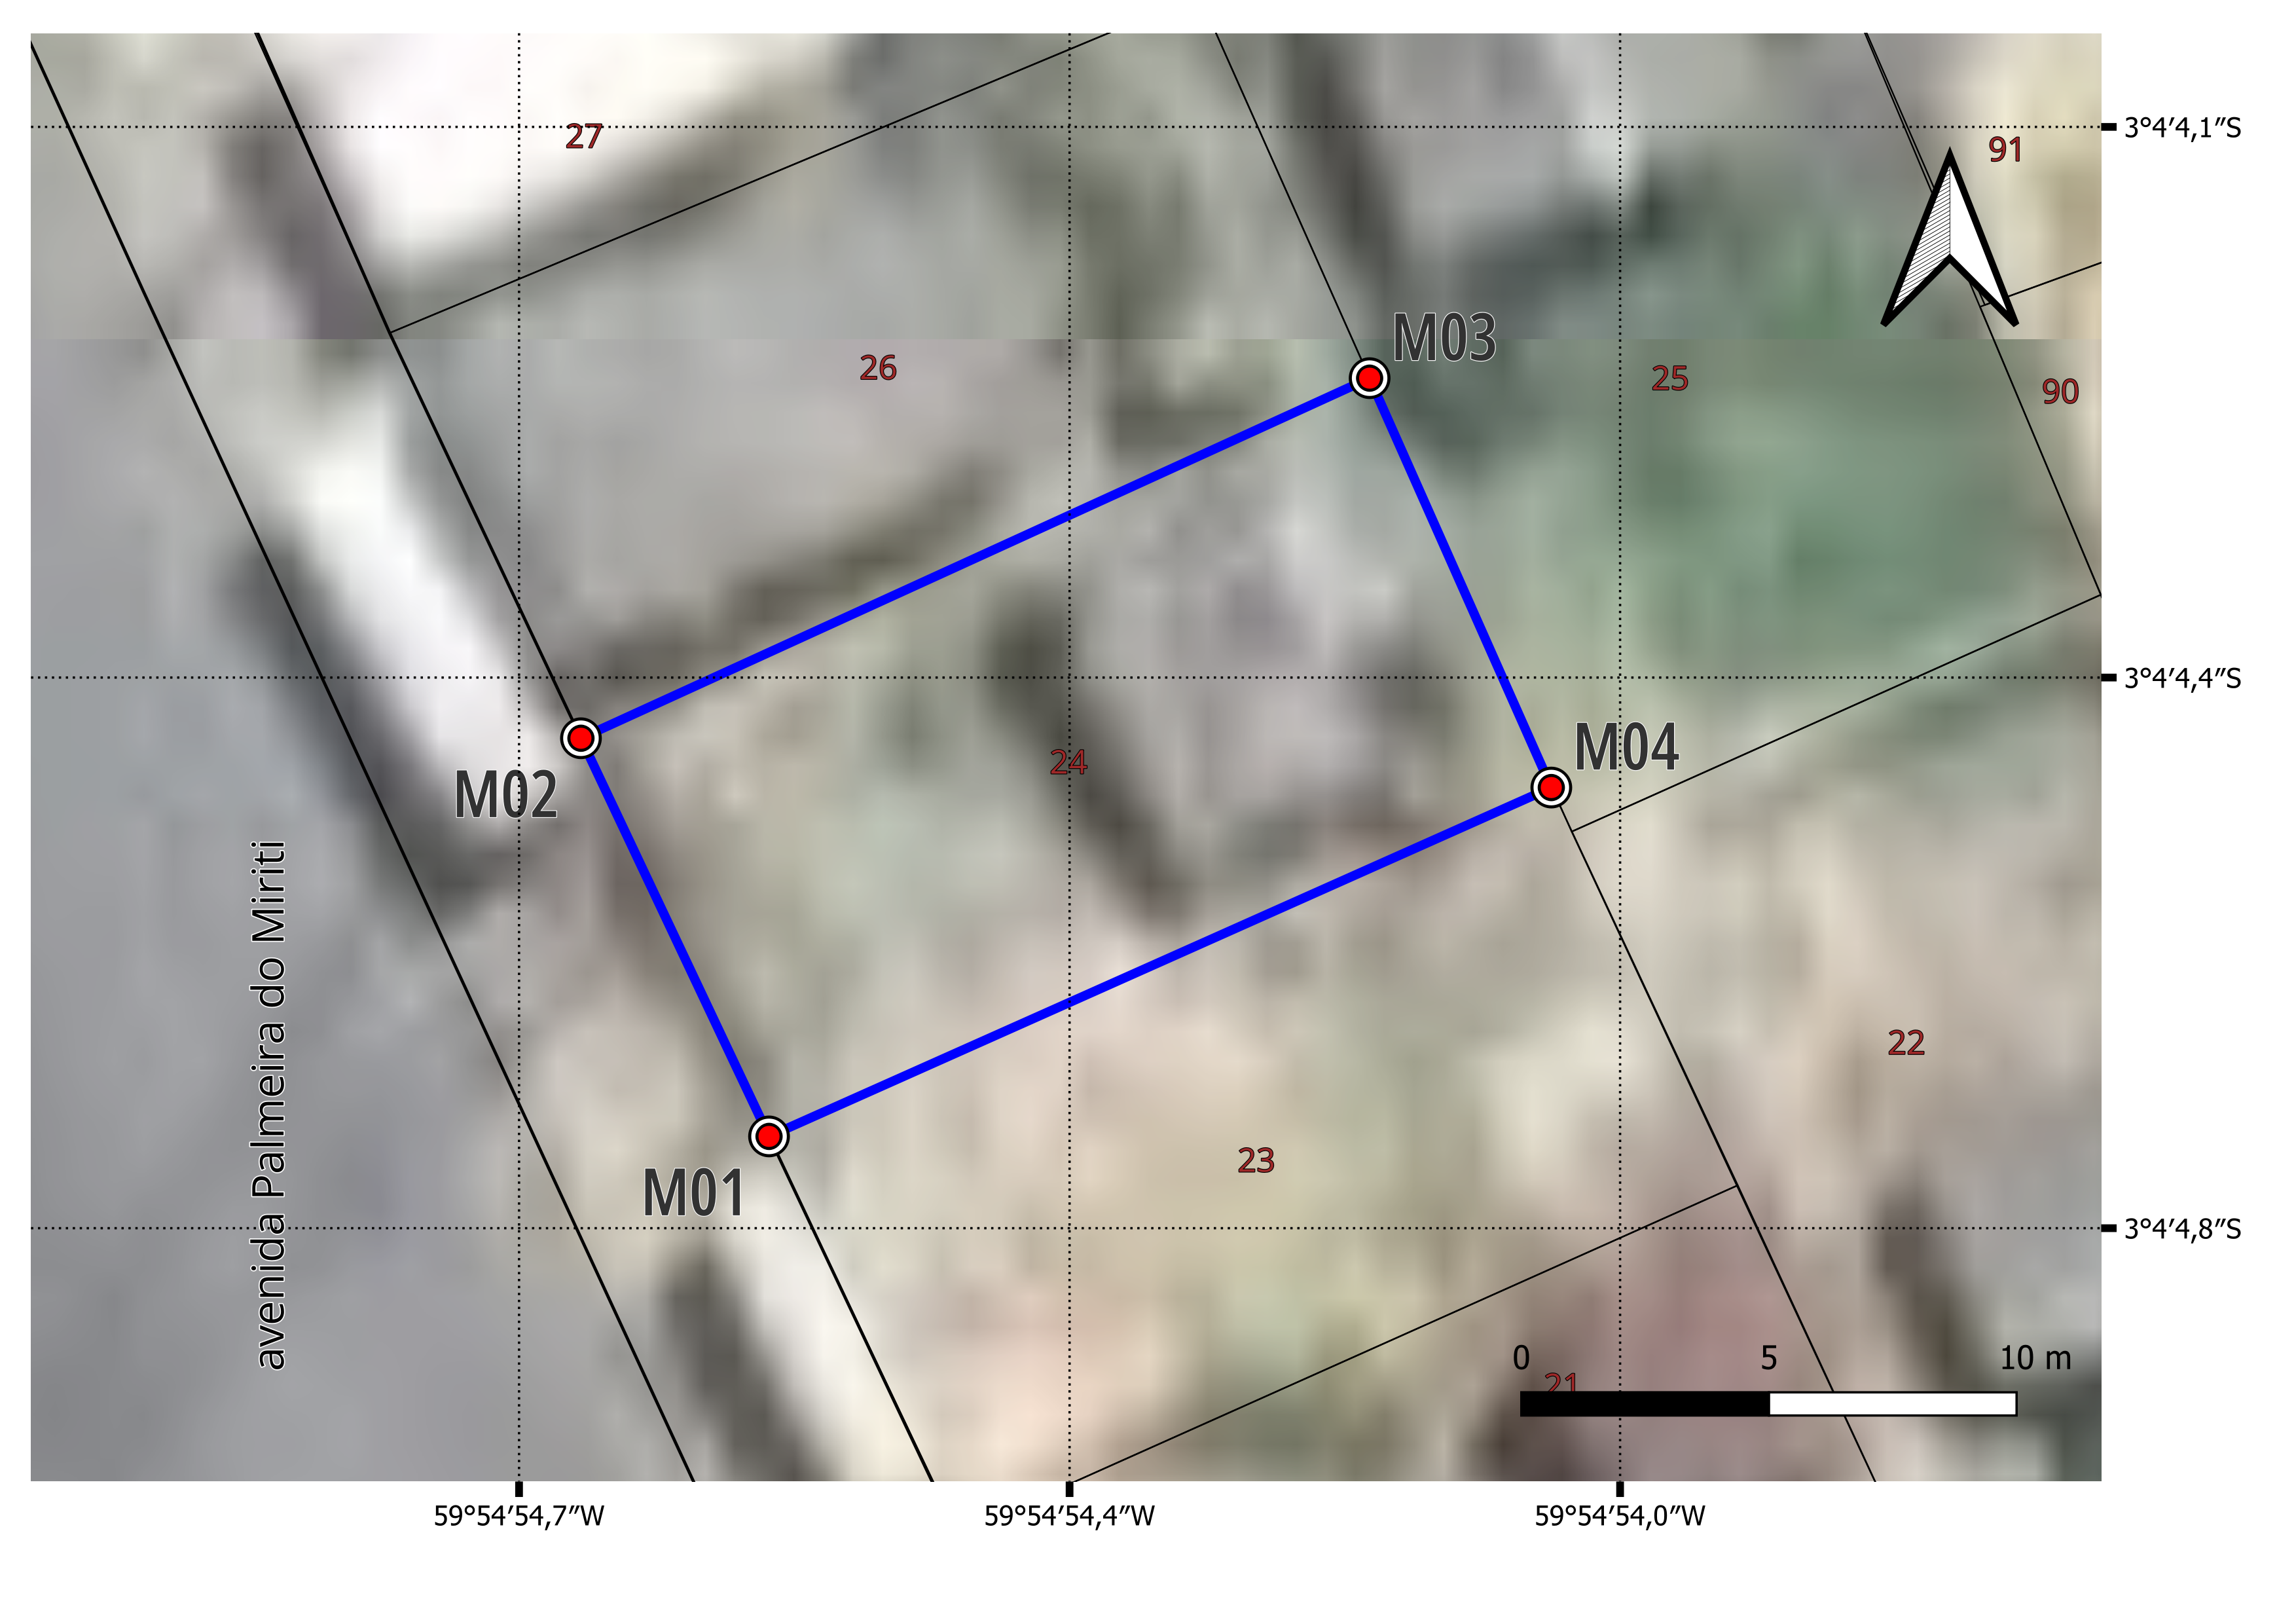 27
3°4′4,1″S
91
M03
26
25
90
M04
3°4′4,4″S
24
M02
avenida Palmeira do Miriti
22
23
M01
3°4′4,8″S
0 5 10 m
21
59°54′54,7″W 59°54′54,4″W 59°54′54,0″W